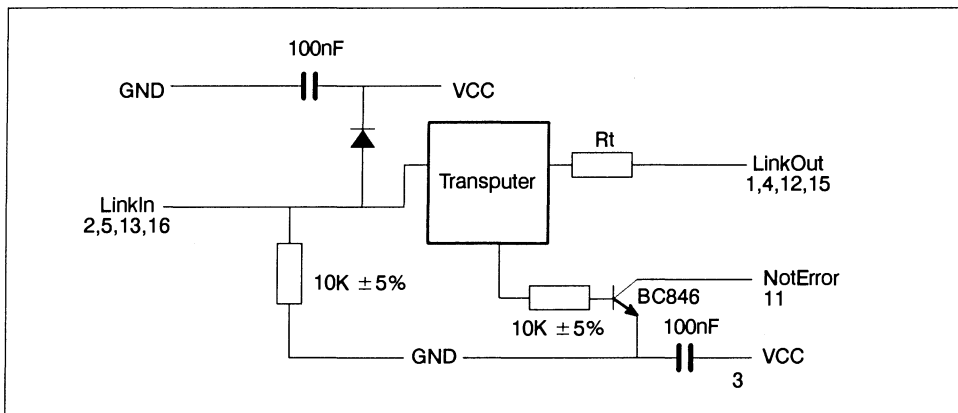 100nF
GND
VCC
Rt
Transputer
LinkOut
1,4,12,15
LinkIn
2,5,13,16
10K ±5%
NotError
11
BC846
10K ±5%
100nF
GND
VCC
3